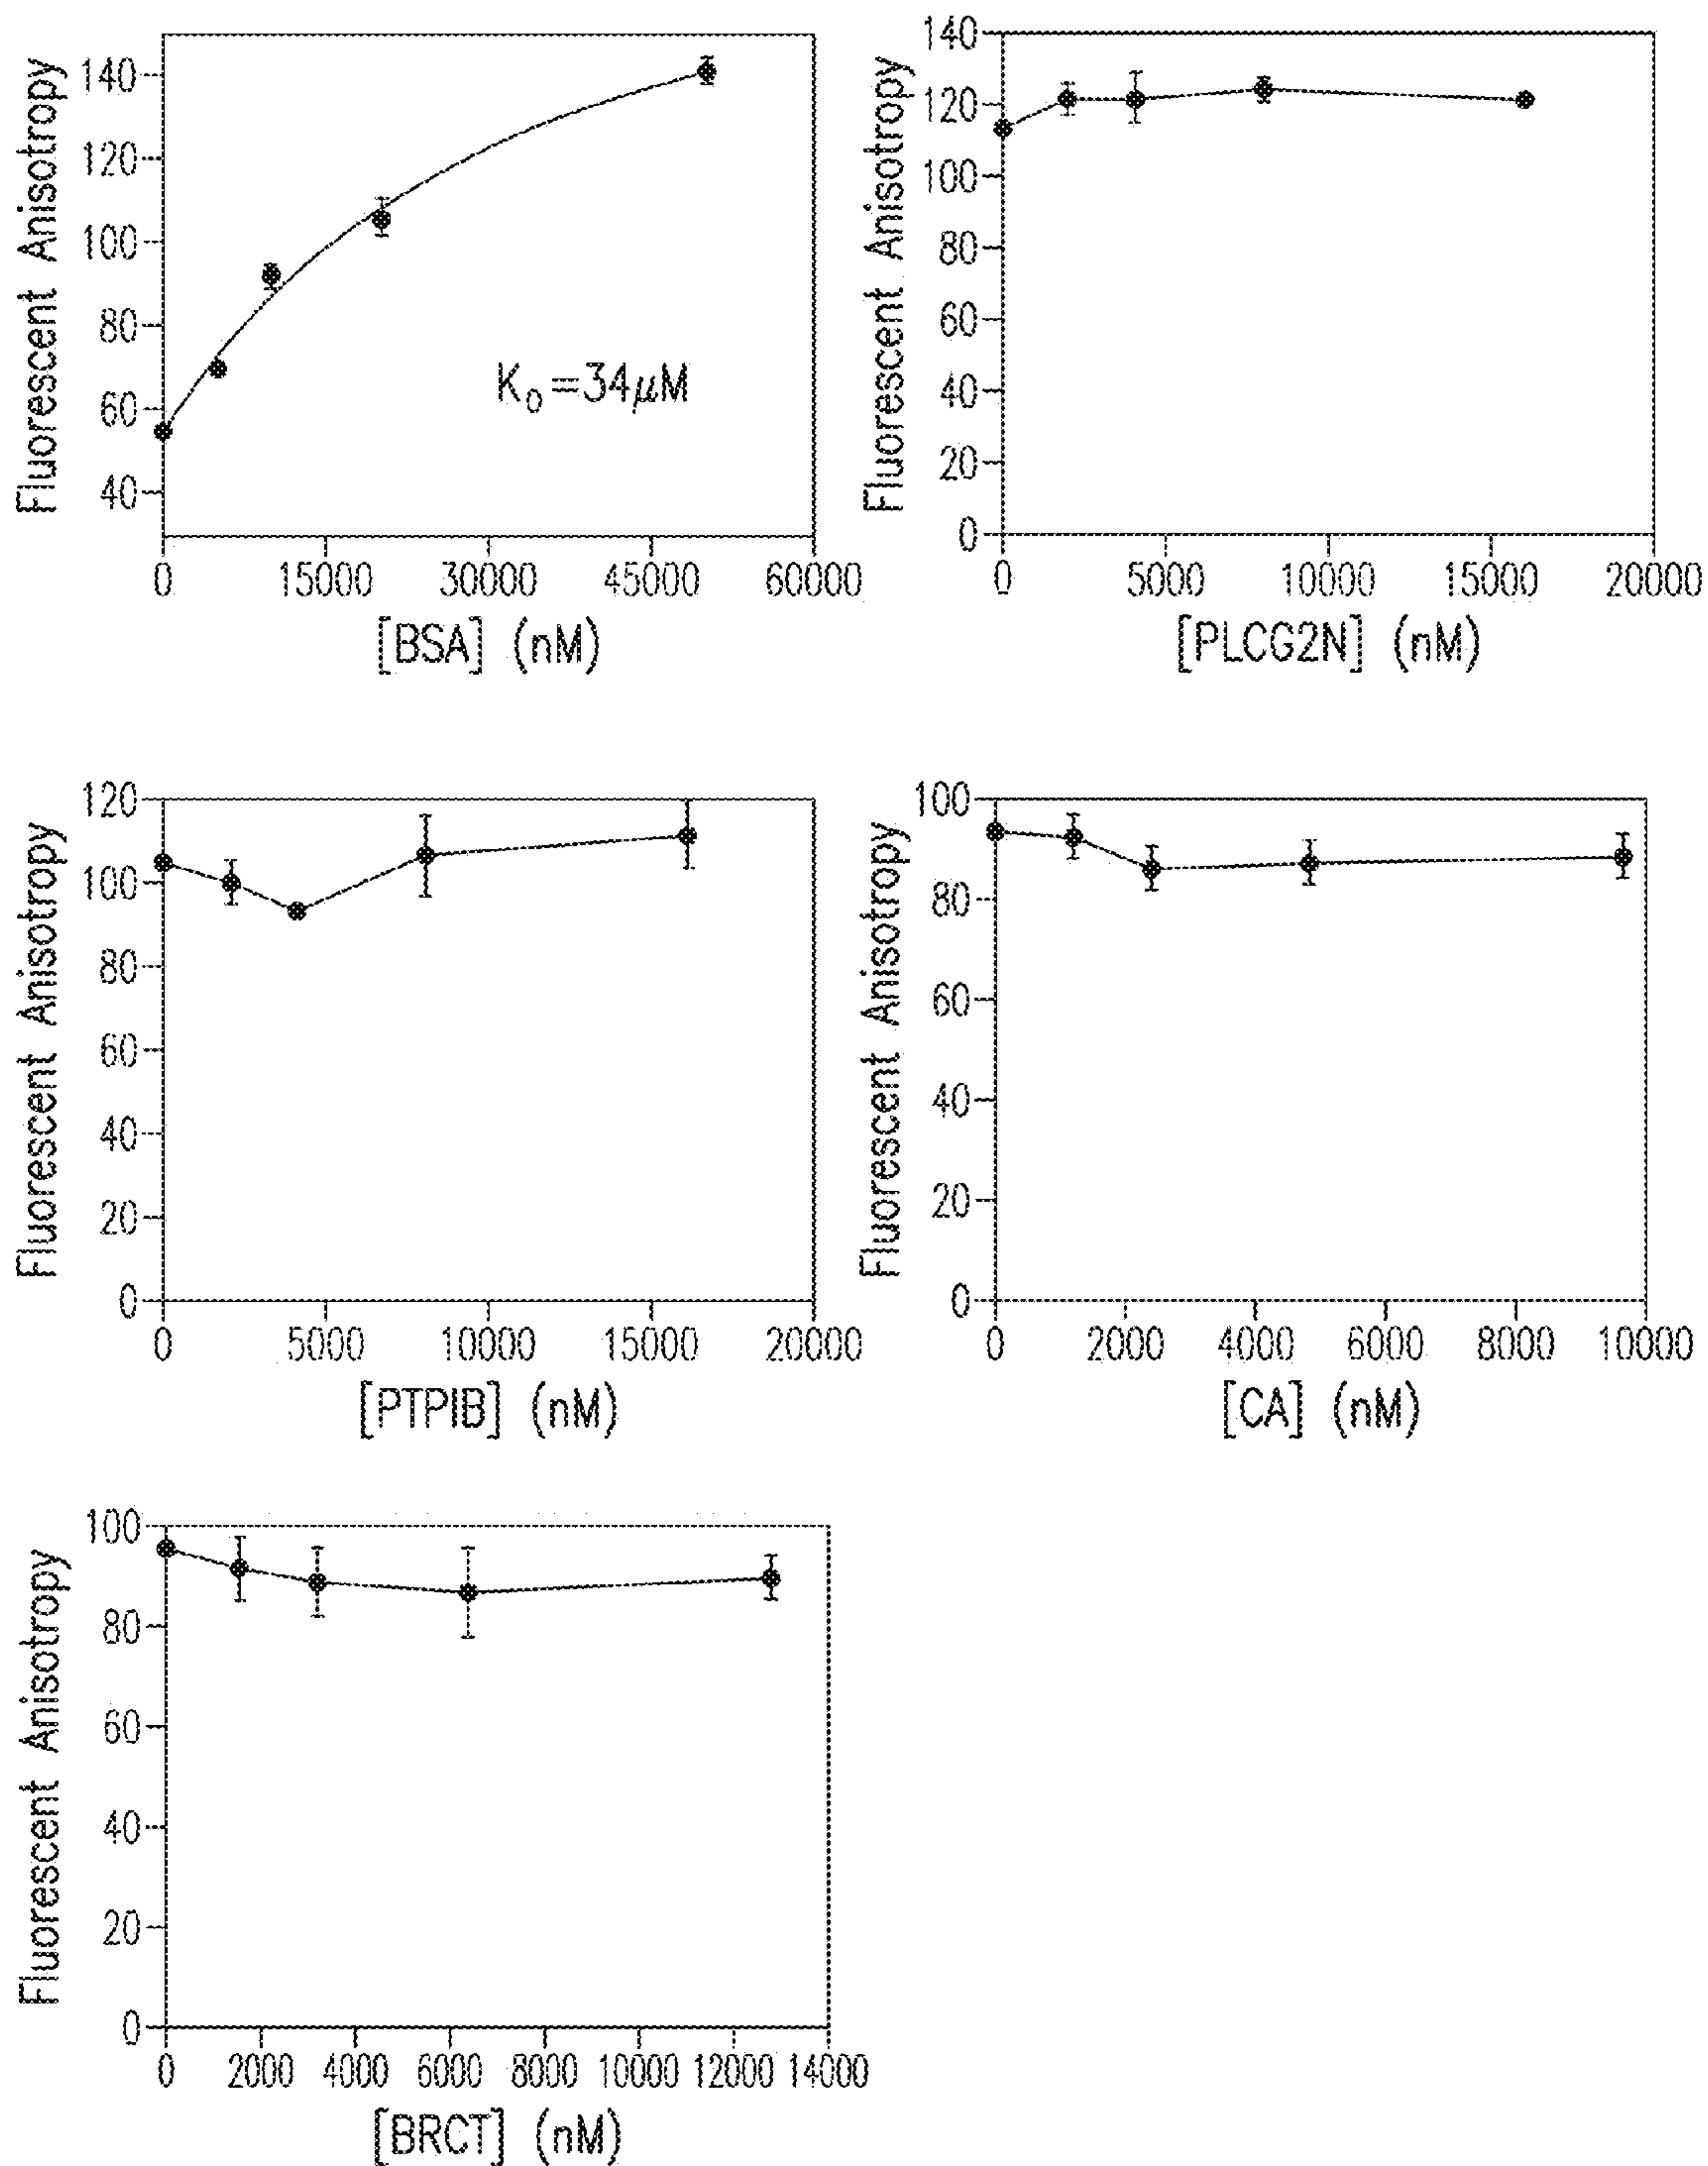 Fluorescent Anisotropy
140
120
100
80
60
40
K₀=34μM
0 15000 30000 45000 60000
[BSA] (nM)
Fluorescent Anisotropy
140
120
100
80
60
40
20
0
0 5000 10000 15000 20000
[PLCG2N] (nM)
Fluorescent Anisotropy
120
100
80
60
40
20
0
0 5000 10000 15000 20000
[PTPIB] (nM)
Fluorescent Anisotropy
100
80
60
40
20
0
0 2000 4000 6000 8000 10000
[CA] (nM)
Fluorescent Anisotropy
100
80
60
40
20
0
0 2000 4000 6000 8000 10000 12000 14000
[BRCT] (nM)